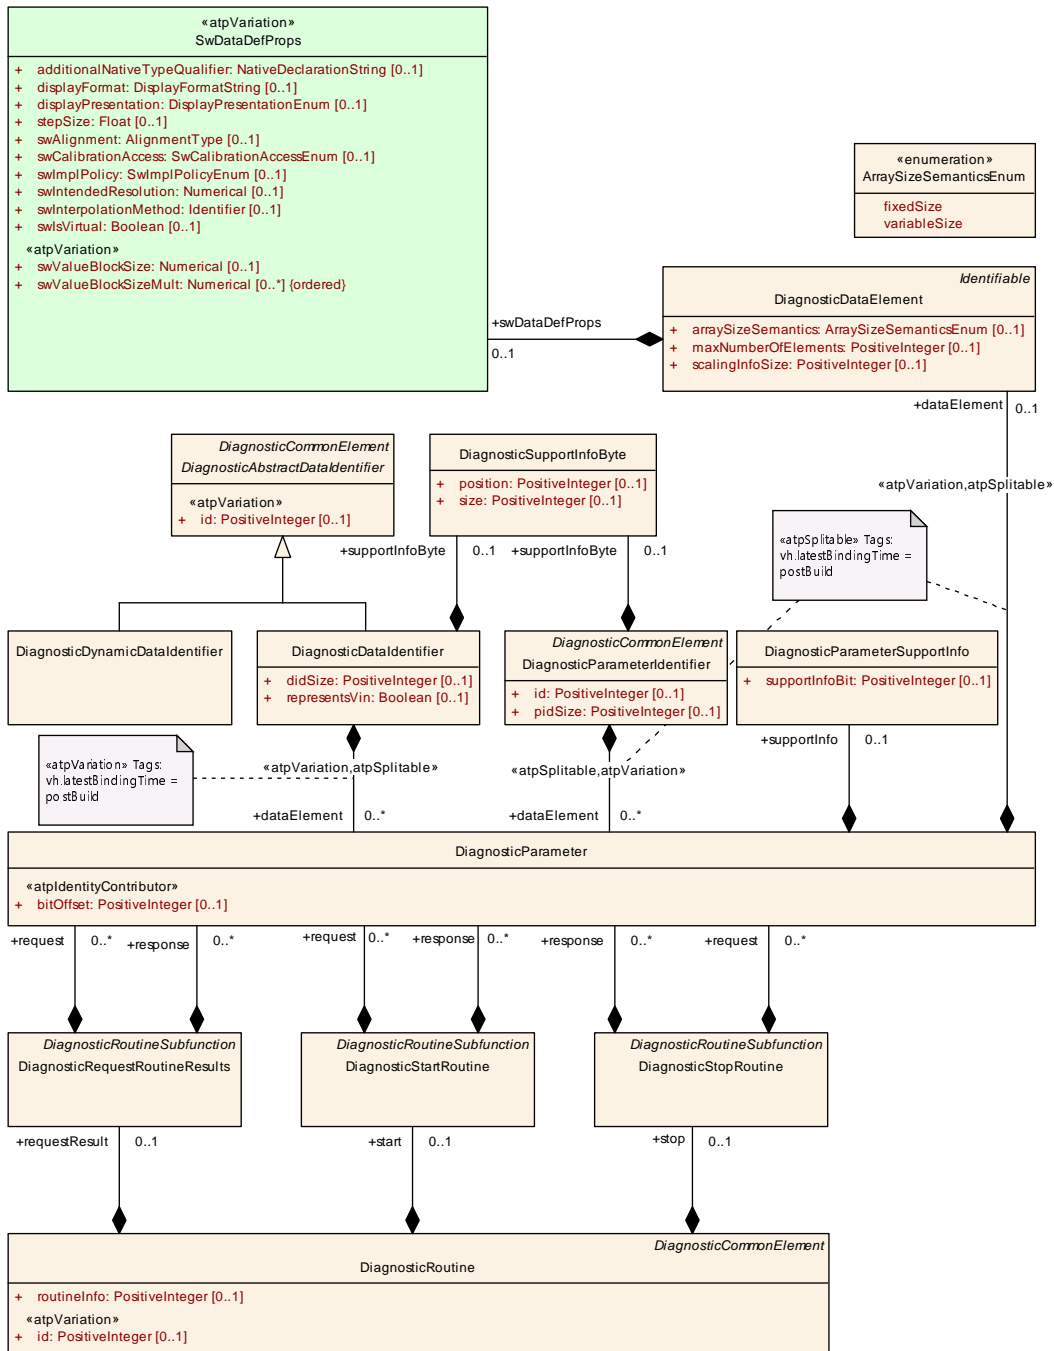 «atpVariation»
SwDataDefProps
+ additionalNativeTypeQualifier: NativeDeclarationString [0..1]
+ displayFormat: DisplayFormatString [0..1]
+ displayPresentation: DisplayPresentationEnum [0..1]
+ stepSize: Float [0..1]
+ swAlignment: AlignmentType [0..1]
+ swCalibrationAccess: SwCalibrationAccessEnum [0..1]
+ swImplPolicy: SwImplPolicyEnum [0..1]
+ swIntendedResolution: Numerical [0..1]
+ swInterpolationMethod: Identifier [0..1]
+ swIsVirtual: Boolean [0..1]
«atpVariation»
+ swValueBlockSize: Numerical [0..1]
+ swValueBlockSizeMult: Numerical [0..*] {ordered}
«enumeration»
ArraySizeSemanticsEnum
fixedSize
variableSize
Identifiable
DiagnosticDataElement
+ arraySizeSemantics: ArraySizeSemanticsEnum [0..1]
+ maxNumberOfElements: PositiveInteger [0..1]
+ scalingInfoSize: PositiveInteger [0..1]
+swDataDefProps
0..1
+dataElement 0..1
«atpVariation,atpSplitable»
DiagnosticCommonElement
DiagnosticAbstractDataIdentifier
«atpVariation»
+ id: PositiveInteger [0..1]
DiagnosticSupportInfoByte
+ position: PositiveInteger [0..1]
+ size: PositiveInteger [0..1]
+supportInfoByte 0..1
+supportInfoByte 0..1
«atpSplitable» Tags:
vh.latestBindingTime =
postBuild
DiagnosticDynamicDataIdentifier
DiagnosticDataIdentifier
+ didSize: PositiveInteger [0..1]
+ representsVin: Boolean [0..1]
DiagnosticCommonElement
DiagnosticParameterIdentifier
+ id: PositiveInteger [0..1]
+ pidSize: PositiveInteger [0..1]
DiagnosticParameterSupportInfo
+ supportInfoBit: PositiveInteger [0..1]
«atpVariation» Tags:
vh.latestBindingTime =
postBuild
«atpVariation,atpSplitable»
+dataElement 0..*
«atpSplitable,atpVariation»
+dataElement 0..*
+supportInfo 0..1
DiagnosticParameter
«atpIdentityContributor»
+ bitOffset: PositiveInteger [0..1]
+request 0..*
+response 0..*
+request 0..*
+response 0..*
+response 0..*
+request 0..*
DiagnosticRoutineSubfunction
DiagnosticRequestRoutineResults
DiagnosticRoutineSubfunction
DiagnosticStartRoutine
DiagnosticRoutineSubfunction
DiagnosticStopRoutine
+requestResult 0..1
+start 0..1
+stop 0..1
DiagnosticCommonElement
DiagnosticRoutine
+ routineInfo: PositiveInteger [0..1]
«atpVariation»
+ id: PositiveInteger [0..1]